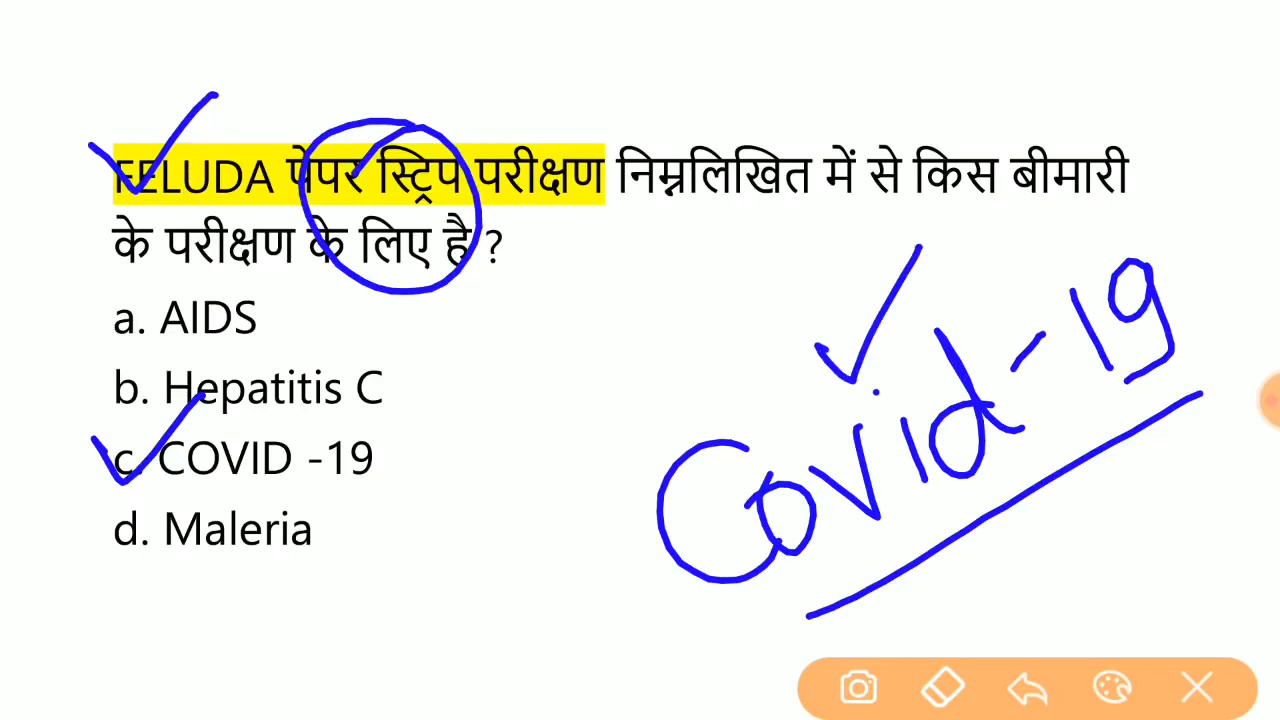 FELUDA पेपर स्ट्रिप परीक्षण निम्नलिखित में से किस बीमारी
के परीक्षण के लिए है ?
a. AIDS
b. Hepatitis C
c. COVID -19
d. Maleria
Covid-19